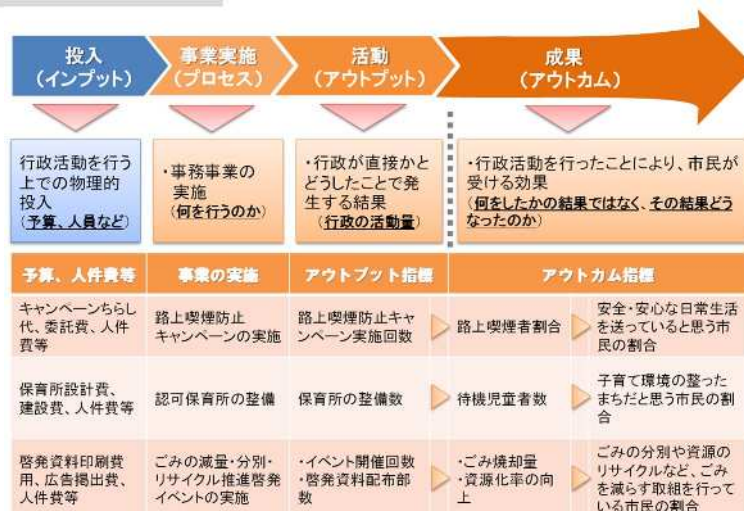 投入
(インプット)
事業実施
(プロセス)
活動
(アウトプット)
成果
(アウトカム)
行政活動を行う
上での物理的
投入
(予算、人員など)
・事務事業の
実施
(何を行うのか)
・行政が直接かと
どうしたことで発
生する結果
(行政の活動量)
・行政活動を行ったことにより、市民が
受ける効果
(何をしたかの結果ではなく、その結果どう
なったのか)
予算、人件費等
事業の実施
アウトプット指標
アウトカム指標
キャンペーンちらし
代、委託費、人件
費等
路上喫煙防止
キャンペーンの実施
路上喫煙防止キャ
ンペーン実施回数
路上喫煙者割合
安全・安心な日常生活
を送っていると思う市
民の割合
保育所設計費、
建設費、人件費等
認可保育所の整備
保育所の整備数
待機児童者数
子育て環境の整った
まちだと思う市民の割
合
啓発資料印刷費
用、広告掲出費、
人件費等
ごみの減量・分別・
リサイクル推進啓発
イベントの実施
・イベント開催回数
・啓発資料配布部
数
・ごみ焼却量
・資源化率の向
上
ごみの分別や資源の
リサイクルなど、ごみ
を減らす取組を行って
いる市民の割合